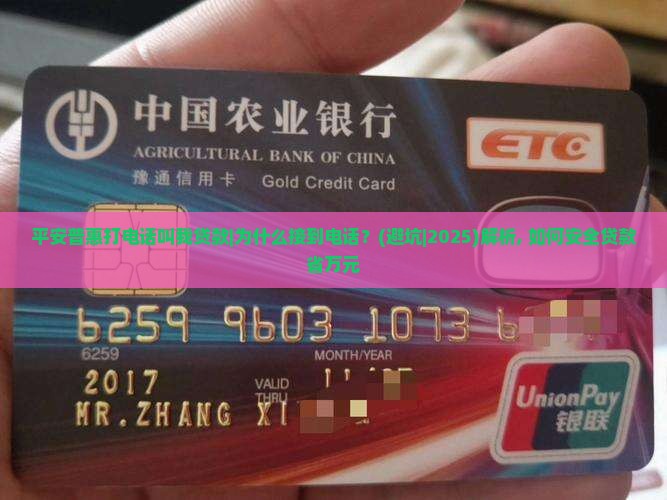 中国农业银行
AGRICULTURAL BANK OF CHINA
ETC
豫通信用卡 Gold Credit Card
平安普惠打电话叫我贷款|为什么接到电话？(避坑|2025)解析, 如何安全贷款
省万元
6259 9603 1073 6
6259
MONTH/YEAR
2017
VALID
THRU
MR.ZHANG XI
UnionPay
银联